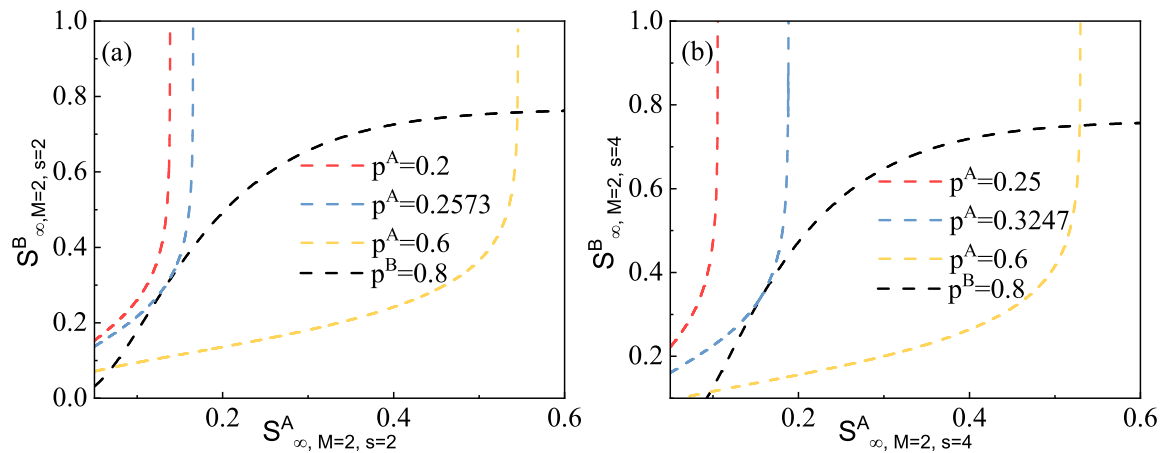 (a)
1.0
0.8
0.6
0.4
0.2
0.0
S^B_∞,M=2, s=2
p^A=0.2
p^A=0.2573
p^A=0.6
p^B=0.8
0.2 0.4 0.6
S^A_∞, M=2, s=2
(b)
1.0
0.8
0.6
0.4
0.2
S^B_∞, M=2, s=4
p^A=0.25
p^A=0.3247
p^A=0.6
p^B=0.8
0.2 0.4 0.6
S^A_∞, M=2, s=4